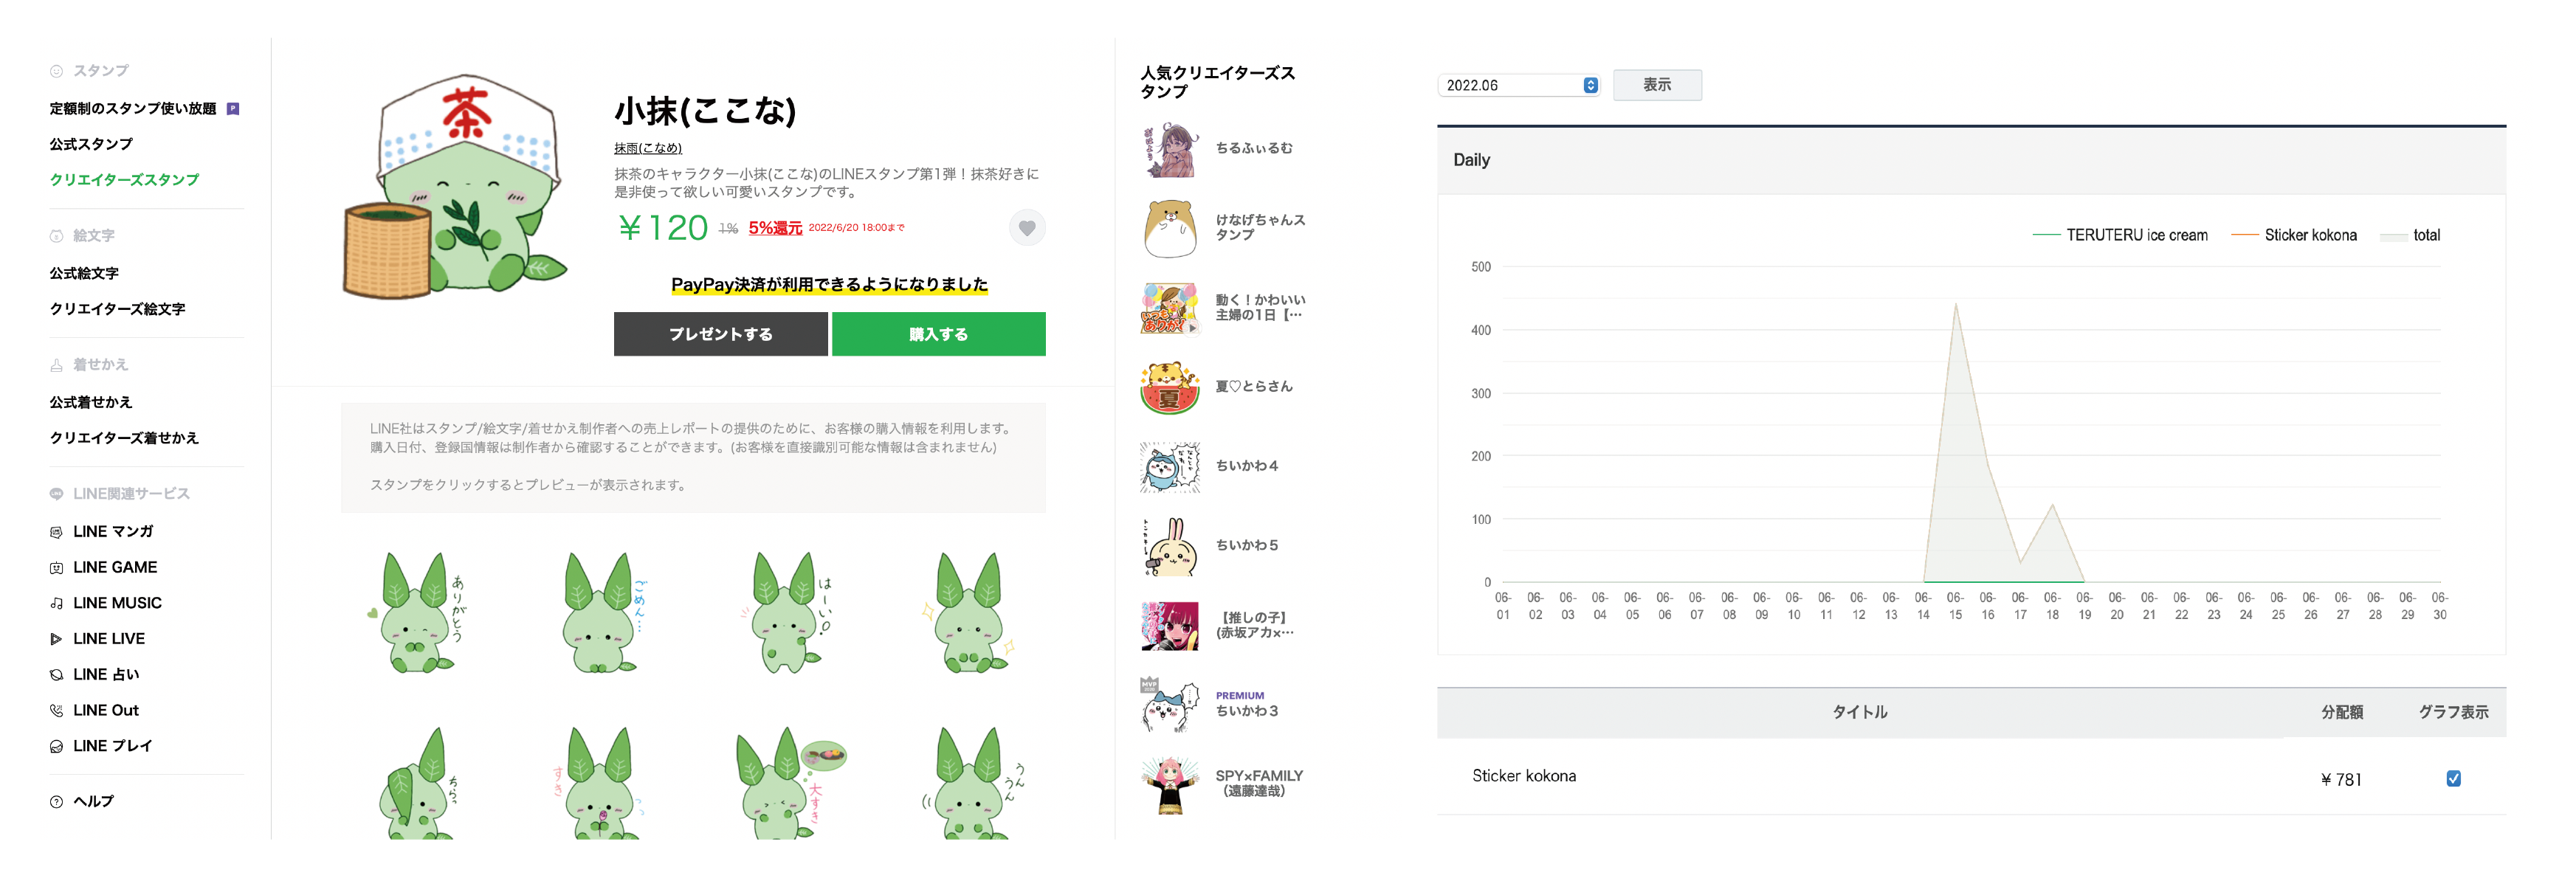 スタンプ
定額制のスタンプ使い放題 P
公式スタンプ
クリエイターズスタンプ
絵文字
公式絵文字
クリエイターズ絵文字
着せかえ
公式着せかえ
クリエイターズ着せかえ
LINE関連サービス
LINE マンガ
LINE GAME
LINE MUSIC
LINE LIVE
LINE 占い
LINE Out
LINE プレイ
ヘルプ
茶
小抹(ここな)
抹雨(こなめ)
抹茶のキャラクター小抹(ここな)のLINEスタンプ第1弾！抹茶好きに
是非使って欲しい可愛いスタンプです。
￥120 1% 5%還元 2022/6/20 18:00まで
PayPay決済が利用できるようになりました
プレゼントする 購入する
LINE社はスタンプ/絵文字/着せかえ制作者への売上レポートの提供のために、お客様の購入情報を利用します。
購入日付、登録国情報は制作者から確認することができます。(お客様を直接識別可能な情報は含まれません)
スタンプをクリックするとプレビューが表示されます。
ありがとう
ごめん…
はーい!
ちらっ
すき
大すき
うんうん
人気クリエイターズス
タンプ
ちるふぃるむ
けなげちゃんス
タンプ
いつも
ありがと
動く！かわいい
主婦の1日【…
夏
夏♡とらさん
ちいかわ４
ちいかわ５
【推しの子】
(赤坂アカ×…
MVP
PREMIUM
ちいかわ３
SPY×FAMILY
（遠藤達哉）
2022.06 表示
Daily
TERUTERU ice cream Sticker kokona total
500
400
300
200
100
0
06- 06- 06- 06- 06- 06- 06- 06- 06- 06- 06- 06- 06- 06- 06- 06- 06- 06- 06- 06- 06- 06- 06- 06- 06- 06- 06- 06- 06- 06-
01 02 03 04 05 06 07 08 09 10 11 12 13 14 15 16 17 18 19 20 21 22 23 24 25 26 27 28 29 30
タイトル 分配額 グラフ表示
Sticker kokona ¥ 781